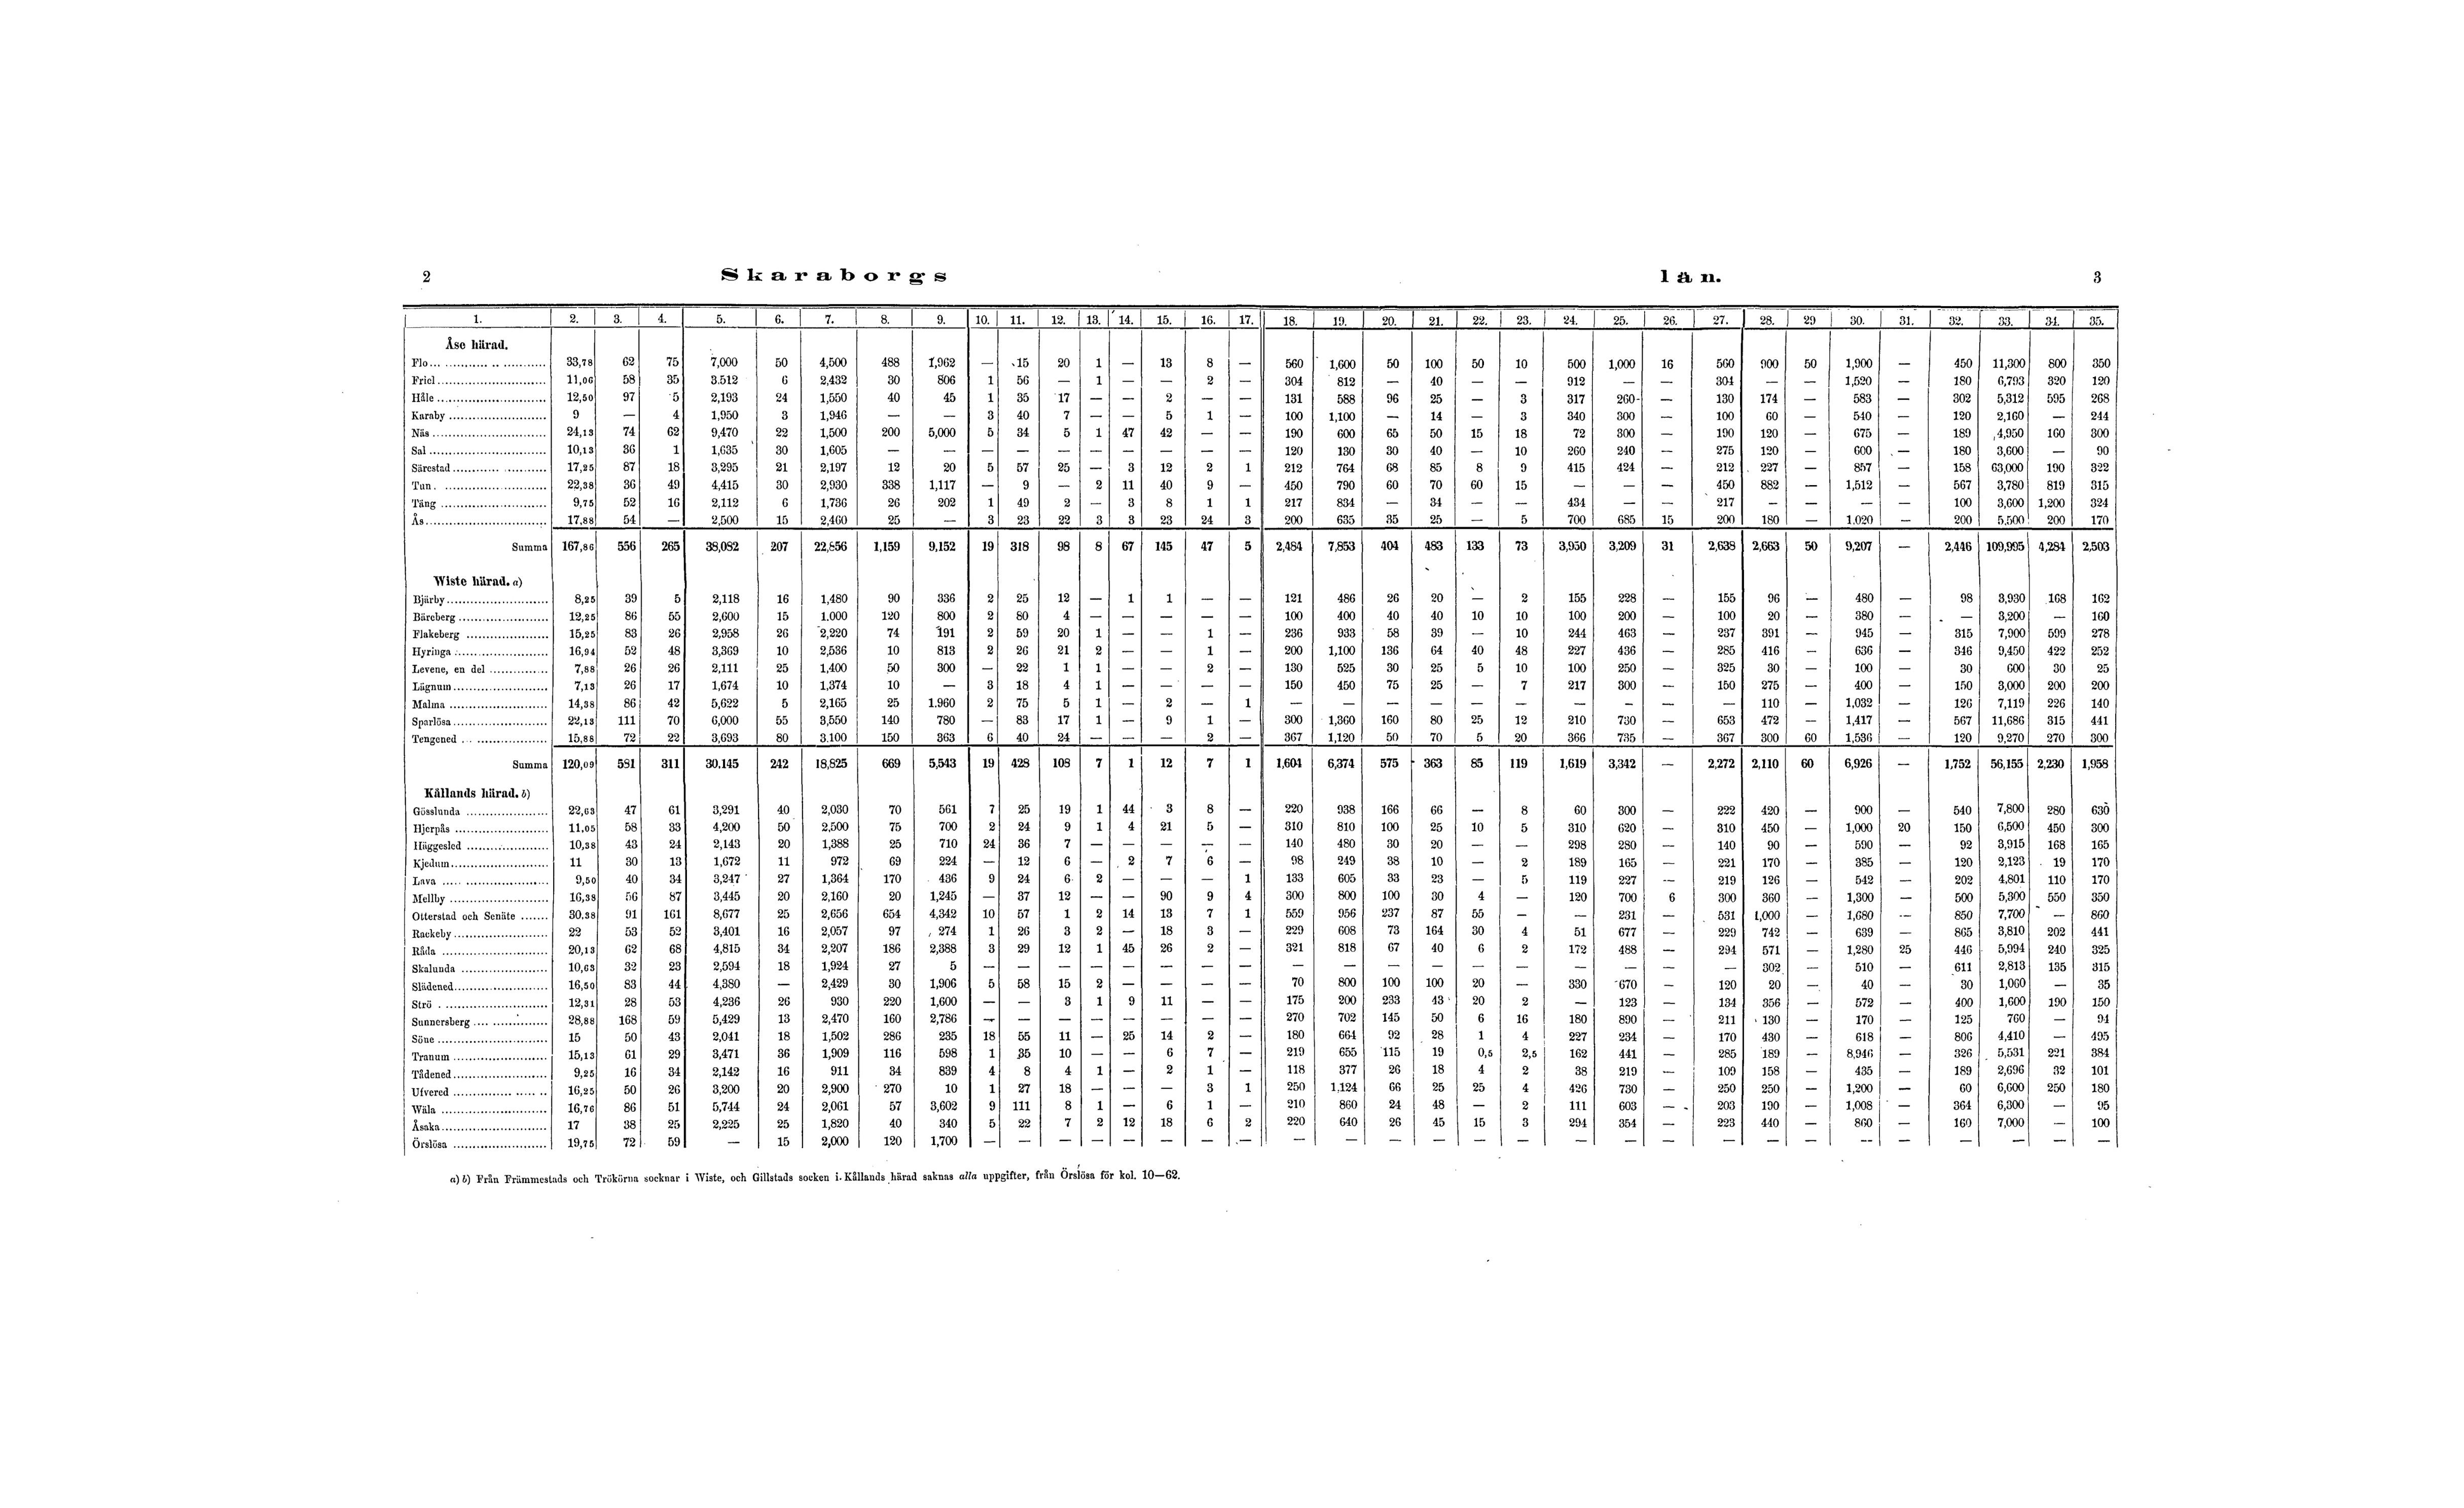 2 Skaraborgs län. 3
1. 2. 3. 4. 5. 6. 7. 8. 9. 10. 11. 12. 13. 14. 15. 16. 17. 18. 19. 20. 21. 22. 23. 24. 25. 26. 27. 28. 29 30. 31. 32. 33. 34. 35.
Åse härad.
Flo 33,78 62 75 7,000 50 4,500 488 1,962 — 15 20 1 — 13 8 — 560 1,600 50 100 50 10 500 1,000 16 560 900 50 1,900 — 450 11,300 800 350
Friel 11,06 58 35 3.512 6 2,432 30 806 1 56 — 1 — — 2 — 304 812 — 40 — — 912 — — 304 — — 1,520 — 180 6,793 320 120
Håle 12,50 97 5 2,193 24 1,550 40 45 1 35 17 — — 2 — — 131 588 96 25 — 3 317 260 — 130 174 — 583 — 302 5,312 595 268
Karaby 9 — 4 1,950 3 1,946 — — 3 40 7 — — 5 1 — 100 1,100 — 14 — 3 340 300 — 100 60 — 540 — 120 2,160 — 244
Näs 24,13 74 62 9,470 22 1,500 200 5,000 5 34 5 1 47 42 — — 190 600 65 50 15 18 72 300 — 190 120 — 675 — 189 4,950 160 300
Sal 10,13 36 1 1,635 30 1,605 — — — — — — — — — — 120 130 30 40 — 10 260 240 — 275 120 — 600 — 180 3,600 — 90
Särestad 17,25 87 18 3,295 21 2,197 12 20 5 57 25 — 3 12 2 1 212 764 68 85 8 9 415 424 — 212 227 — 857 — 158 63,000 190 322
Tun. 22,38 36 49 4,415 30 2,930 338 1,117 — 9 — 2 11 40 9 — 450 790 60 70 60 15 — — — 450 882 — 1,512 — 567 3,780 819 315
Täng 9,75 52 16 2,112 6 1,736 26 202 1 49 2 — 3 8 1 1 217 834 — 34 — — 434 — — 217 — — — — 100 3,600 1,200 324
Ås 17,88 54 — 2,500 15 2,460 25 — 3 23 22 3 3 23 24 3 200 635 35 25 — 5 700 685 15 200 180 — 1.020 — 200 5,500 200 170
Summa 167,86 556 265 38,082 207 22,856 1,159 9,152 19 318 98 8 67 145 47 5 2,484 7,853 404 483 133 73 3,950 3,209 31 2,638 2,663 50 9,207 — 2,446 109,995 4,284 2,503
Wiste härad. a)
Bjärby 8,25 39 5 2,118 16 1,480 90 336 2 25 12 — 1 1 — — 121 486 26 20 — 2 155 228 — 155 96 — 480 — 98 3,930 168 162
Bäreberg 12,25 86 55 2,600 15 1.000 120 800 2 80 4 — — — — — 100 400 40 40 10 10 100 200 — 100 20 — 380 — — 3,200 — 160
Flakeberg 15,25 83 26 2,958 26 2,220 74 191 2 59 20 1 — — 1 — 236 933 58 39 — 10 244 463 — 237 391 — 945 — 315 7,900 599 278
Hyringa 16,94 52 48 3,369 10 2,536 10 813 2 26 21 2 — — 1 — 200 1,100 136 64 40 48 227 436 — 285 416 — 636 — 346 9,450 422 252
Levene, en del 7,88 26 26 2,111 25 1,400 50 300 — 22 1 1 — — 2 — 130 525 30 25 5 10 100 250 — 325 30 — 100 — 30 600 30 25
Lägnum 7,13 26 17 1,674 10 1,374 10 — 3 18 4 1 — — — — 150 450 75 25 — 7 217 300 — 150 275 — 400 — 150 3,000 200 200
Malma 14,38 86 42 5,622 5 2,165 25 1.960 2 75 5 1 — 2 — 1 — — — — — — — — — — 110 — 1,032 — 126 7,119 226 140
Sparlösa 22,13 111 70 6,000 55 3,550 140 780 — 83 17 1 — 9 1 — 300 1,360 160 80 25 12 210 730 — 653 472 — 1,417 — 567 11,686 315 441
Tengened 15,88 72 22 3,693 80 3.100 150 363 6 40 24 — — — 2 — 367 1,120 50 70 5 20 366 735 — 367 300 60 1,536 — 120 9,270 270 300
Summa 120,09 581 311 30.145 242 18,825 669 5,543 19 428 108 7 1 12 7 1 1,604 6,374 575 363 85 119 1,619 3,342 — 2,272 2,110 60 6,926 — 1,752 56,155 2,230 1,958
Kållands härad. b)
Gösslunda 22,63 47 61 3,291 40 2,030 70 561 7 25 19 1 44 3 8 — 220 938 166 66 — 8 60 300 — 222 420 — 900 — 540 7,800 280 630
Hjerpås 11,05 58 33 4,200 50 2,500 75 700 2 24 9 1 4 21 5 — 310 810 100 25 10 5 310 620 — 310 450 — 1,000 20 150 6,500 450 300
Häggesled 10,38 43 24 2,143 20 1,388 25 710 24 36 7 — — — — — 140 480 30 20 — — 298 280 — 140 90 — 590 — 92 3,915 168 165
Kjedum 11 30 13 1,672 11 972 69 224 — 12 6 — 2 7 6 — 98 249 38 10 — 2 189 165 — 221 170 — 385 — 120 2,123 19 170
Lava 9,50 40 34 3,247 27 1,364 170 436 9 24 6 2 — — — 1 133 605 33 23 — 5 119 227 — 219 126 — 542 — 202 4,801 110 170
Mellby 16,38 56 87 3,445 20 2,160 20 1,245 — 37 12 — — 90 9 4 300 800 100 30 4 — 120 700 6 300 360 — 1,300 — 500 5,300 550 350
Otterstad och Senäte 30,38 91 161 8,677 25 2,656 654 4,342 10 57 1 2 14 13 7 1 559 956 237 87 55 — — 231 — 531 1,000 — 1,680 — 850 7,700 — 860
Rackeby 22 53 52 3,401 16 2,057 97 274 1 26 3 2 — 18 3 — 229 608 73 164 30 4 51 677 — 229 742 — 639 — 865 3,810 202 441
Råda 20,13 62 68 4,815 34 2,207 186 2,388 3 29 12 1 45 26 2 — 321 818 67 40 6 2 172 488 — 294 571 — 1,280 25 446 5,994 240 325
Skalunda 10,63 32 23 2,594 18 1,924 27 5 — — — — — — — — — — — — — — — — — — 302 — 510 — 611 2,813 135 315
Slädened 16,50 83 44 4,380 — 2,429 30 1,906 5 58 15 2 — — — — 70 800 100 100 20 — 330 670 — 120 20 — 40 — 30 1,060 — 35
Strö 12,31 28 53 4,236 26 930 220 1,600 — — 3 1 9 11 — — 175 200 233 43 20 2 — 123 — 134 356 — 572 — 400 1,600 190 150
Sunnersberg 28,88 168 59 5,429 13 2,470 160 2,786 — — — — — — — — 270 702 145 50 6 16 180 890 — 211 130 — 170 — 125 760 — 94
Söne 15 50 43 2,041 18 1,502 286 235 18 55 11 — 25 14 2 — 180 664 92 28 1 4 227 234 — 170 430 — 618 — 806 4,410 — 495
Tranum 15,13 61 29 3,471 36 1,909 116 598 1 35 10 — — 6 7 — 219 655 115 19 0,5 2,5 162 441 — 285 189 — 8,946 — 326 5,531 221 384
Tådened 9,25 16 34 2,142 16 911 34 839 4 8 4 1 — 2 1 — 118 377 26 18 4 2 38 219 — 109 158 — 435 — 189 2,696 32 101
Ufvered 16,25 50 26 3,200 20 2,900 270 10 1 27 18 — — — 3 1 250 1,124 66 25 25 4 426 730 — 250 250 — 1,200 — 60 6,600 250 180
Wäla 16,76 86 51 5,744 24 2,061 57 3,602 9 111 8 1 — 6 1 — 210 860 24 48 — 2 111 603 — 203 190 — 1,008 — 364 6,300 — 95
Åsaka 17 38 25 2,225 25 1,820 40 340 5 22 7 2 12 18 6 2 220 640 26 45 15 3 294 354 — 223 440 — 860 — 160 7,000 — 100
Örslösa 19,75 72 59 — 15 2,000 120 1,700 — — — — — — — — — — — — — — — — — — — — — — — — — —
a) b) Från Främmestads och Trökörna socknar i Wiste, och Gillstads socken i Kållands härad saknas alla uppgifter, från Örslösa för kol. 10—62.